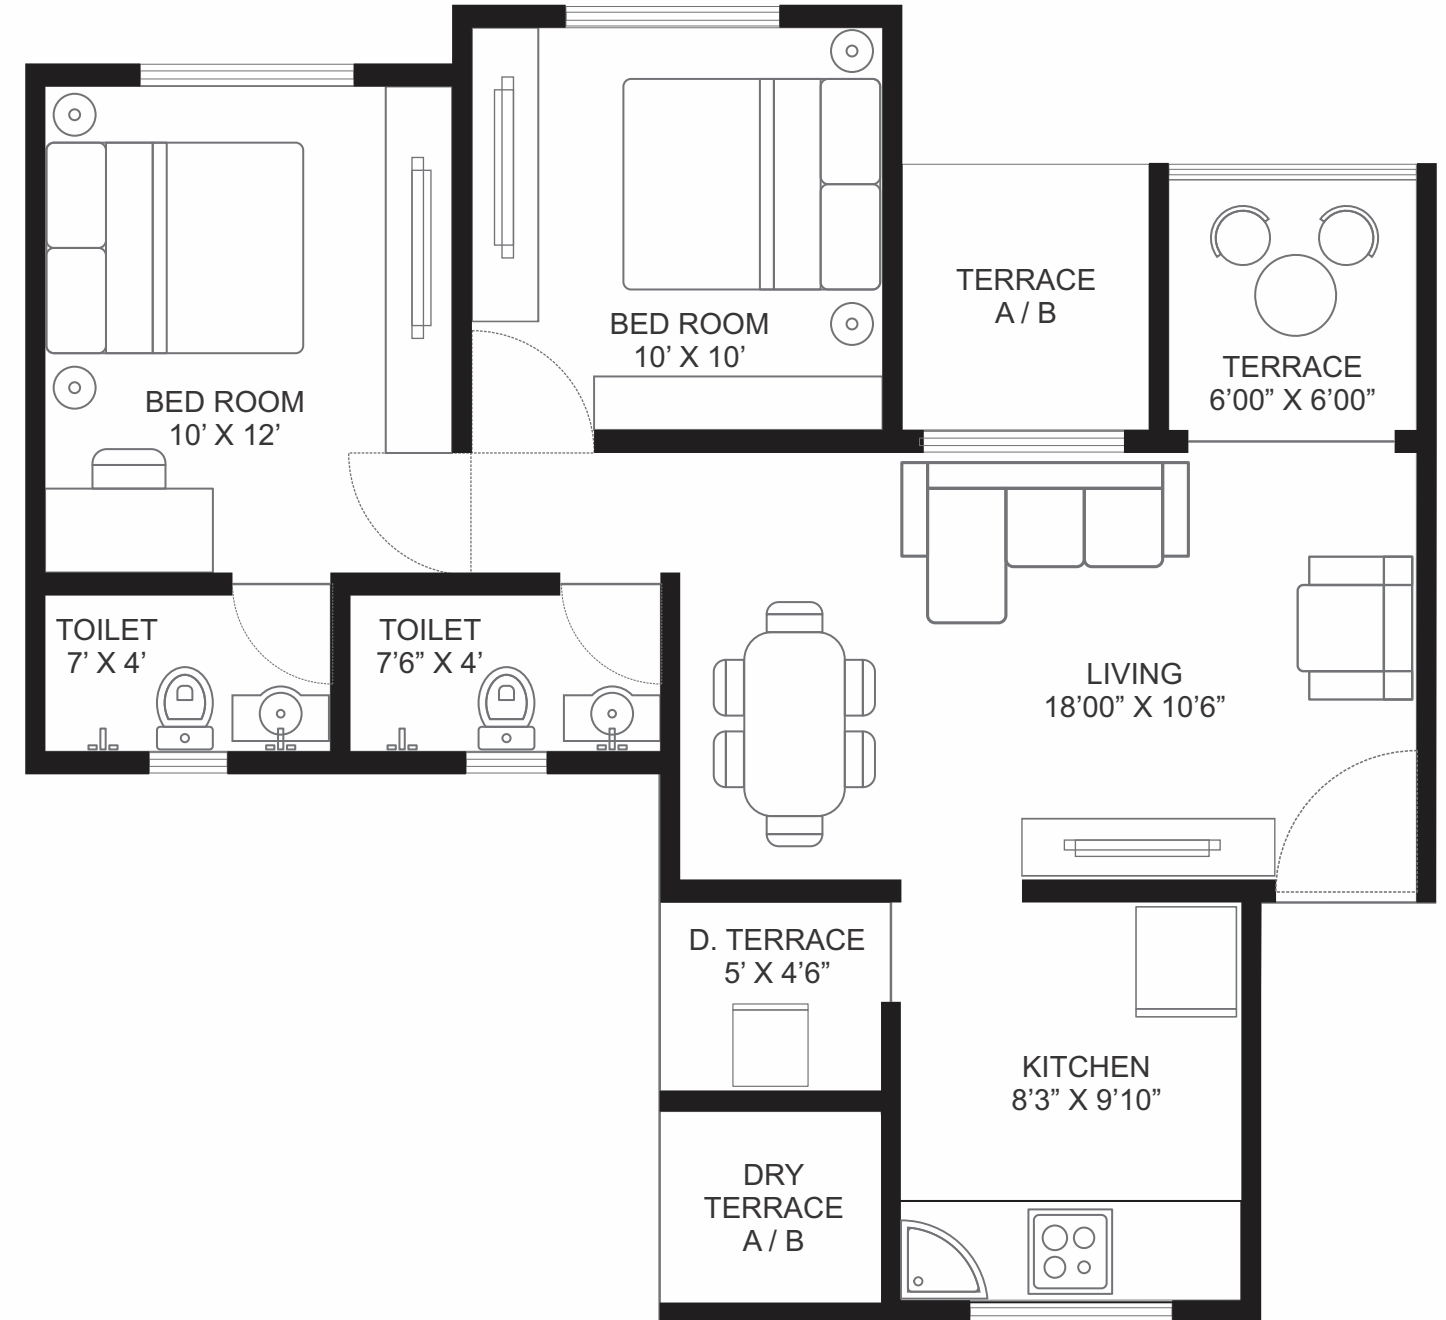 BED ROOM
10’ X 12’
BED ROOM
10’ X 10’
TERRACE
A / B
TERRACE
6’00” X 6’00”
TOILET
7’ X 4’
TOILET
7’6” X 4’
LIVING
18’00” X 10’6”
D. TERRACE
5’ X 4’6”
KITCHEN
8’3” X 9’10”
DRY
TERRACE
A / B